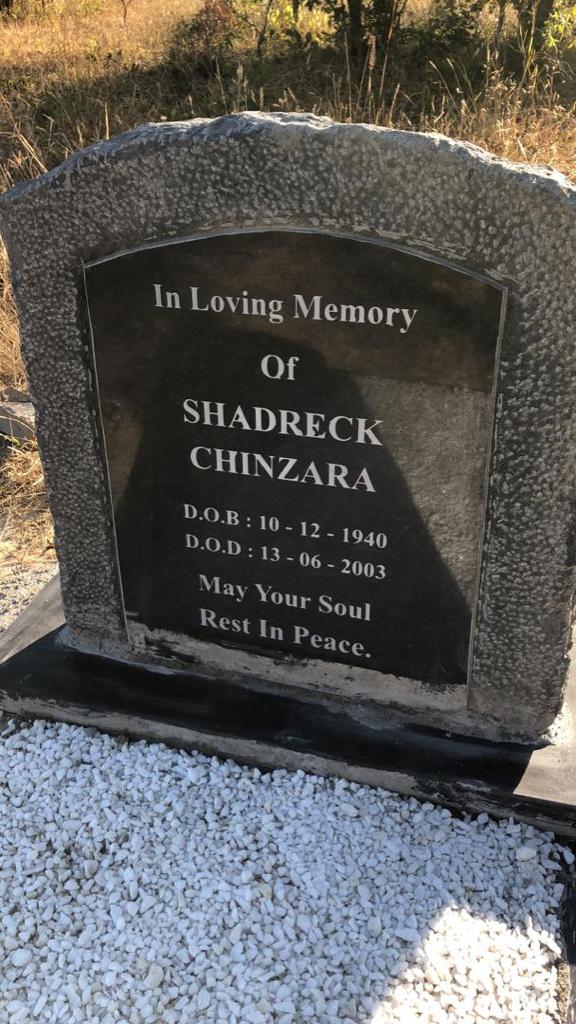 In Loving Memory
Of
SHADRECK
CHINZARA
D.O.B : 10 - 12 - 1940
D.O.D : 13 - 06 - 2003
May Your Soul
Rest In Peace.